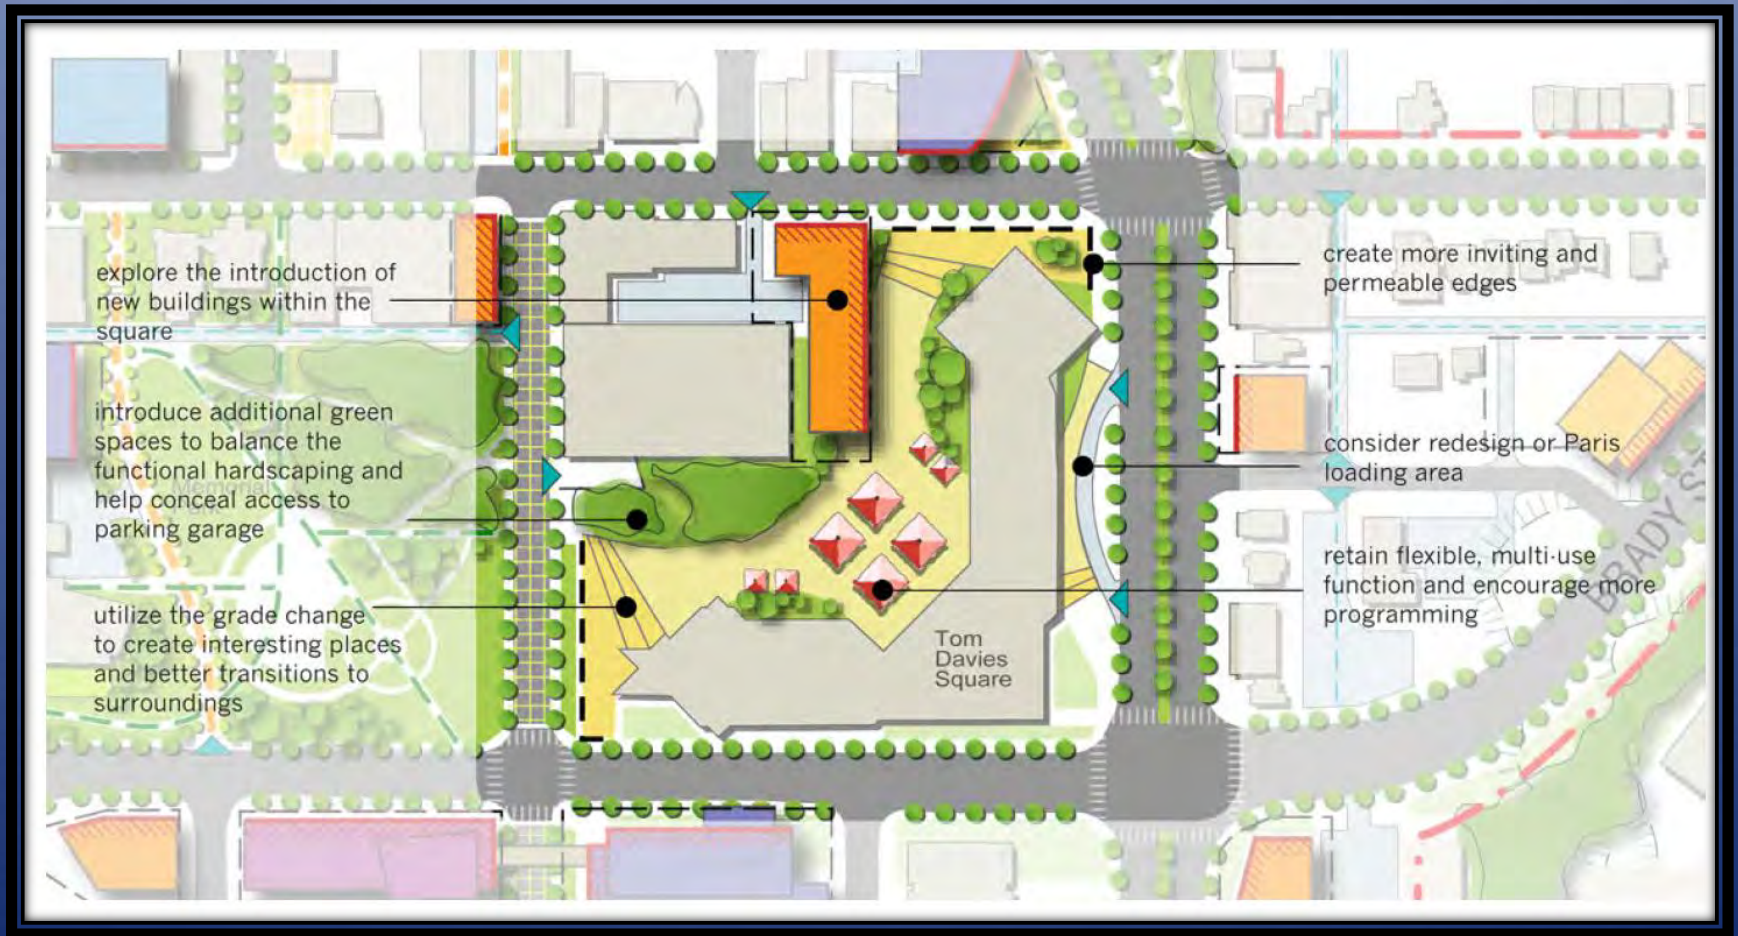 explore the introduction of
new buildings within the
square
introduce additional green
spaces to balance the
functional hardscaping and
help conceal access to
parking garage
utilize the grade change
to create interesting places
and better transitions to
surroundings
Memorial
Tom
Davies
Square
create more inviting and
permeable edges
consider redesign or Paris
loading area
retain flexible, multi-use
function and encourage more
programming
BRADY ST